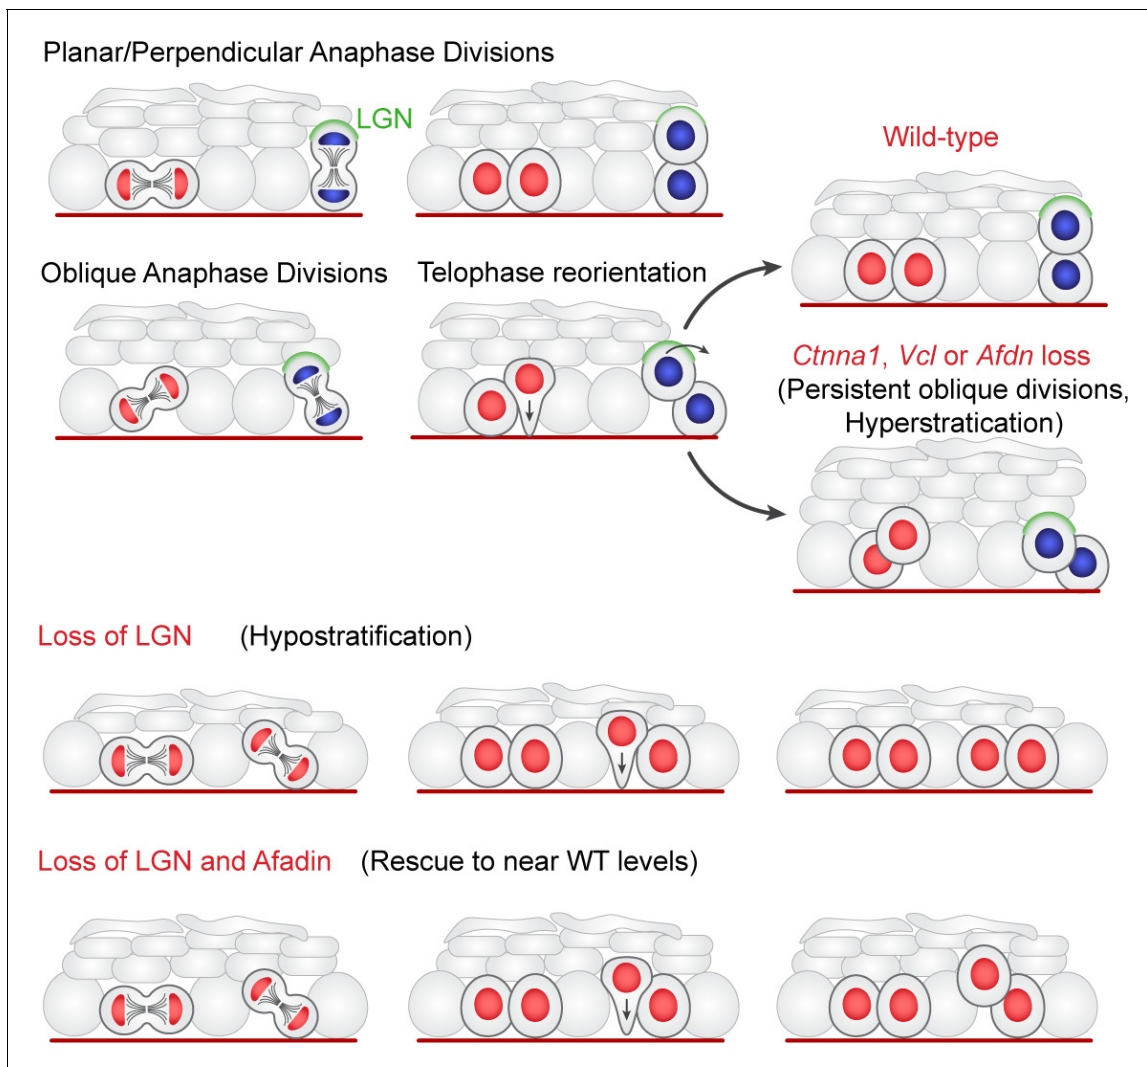 Planar/Perpendicular Anaphase Divisions
LGN
Wild-type
Oblique Anaphase Divisions
Telophase reorientation
Ctnna1, Vcl or Afdn loss
(Persistent oblique divisions,
Hyperstratication)
Loss of LGN (Hypostratification)
Loss of LGN and Afadin (Rescue to near WT levels)